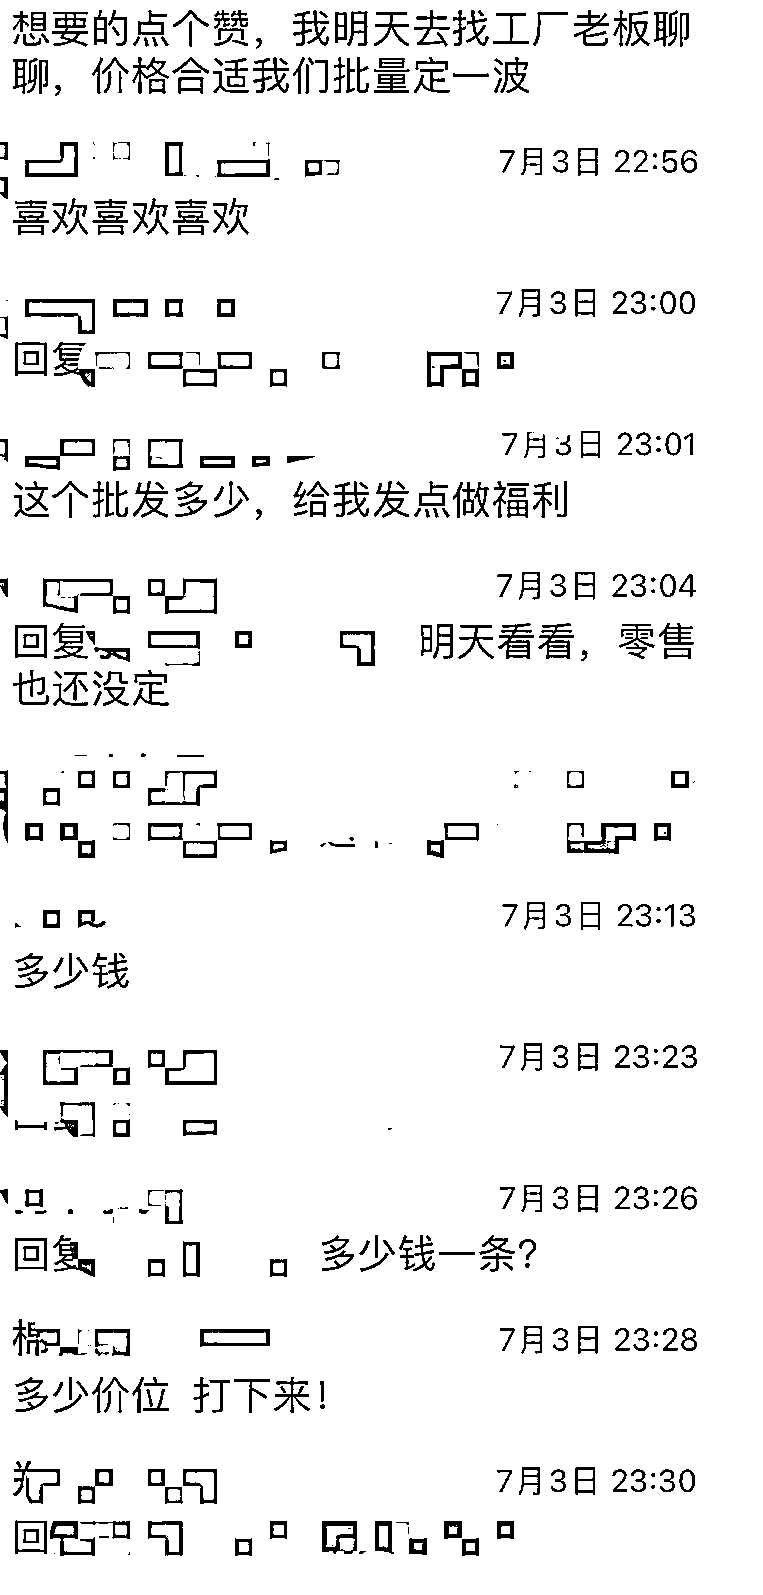 想要的点个赞，我明天去找工厂老板聊
聊，价格合适我们批量定一波
7月3日 22:56
喜欢喜欢喜欢
7月3日 23:00
回复
7月3日 23:01
这个批发多少，给我发点做福利
7月3日 23:04
回复 明天看看，零售
也还没定
7月3日 23:13
多少钱
7月3日 23:23
7月3日 23:26
回复 多少钱一条？
棉 7月3日 23:28
多少价位 打下来！
7月3日 23:30
回